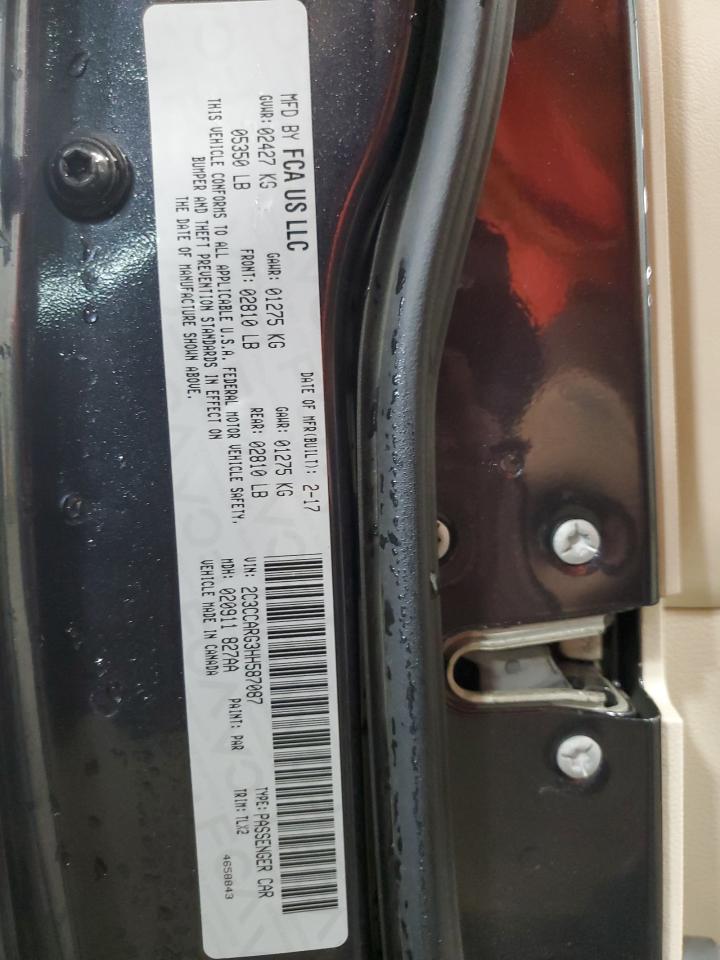 MFD BY FCA US LLC
DATE OF MFR(BUILT): 2-17
GVWR: 02427 KG GAWR: 01275 KG GAWR: 01275 KG
05350 LB FRONT: 02810 LB REAR: 02810 LB
THIS VEHICLE CONFORMS TO ALL APPLICABLE U.S.A. FEDERAL MOTOR VEHICLE SAFETY,
BUMPER AND THEFT PREVENTION STANDARDS IN EFFECT ON
THE DATE OF MANUFACTURE SHOWN ABOVE.
VIN: 2C3CCARG3HH587087 TYPE: PASSENGER CAR
MDH: 020911 827AA PAINT: PAR TRIM: TLX2
VEHICLE MADE IN CANADA 4658843